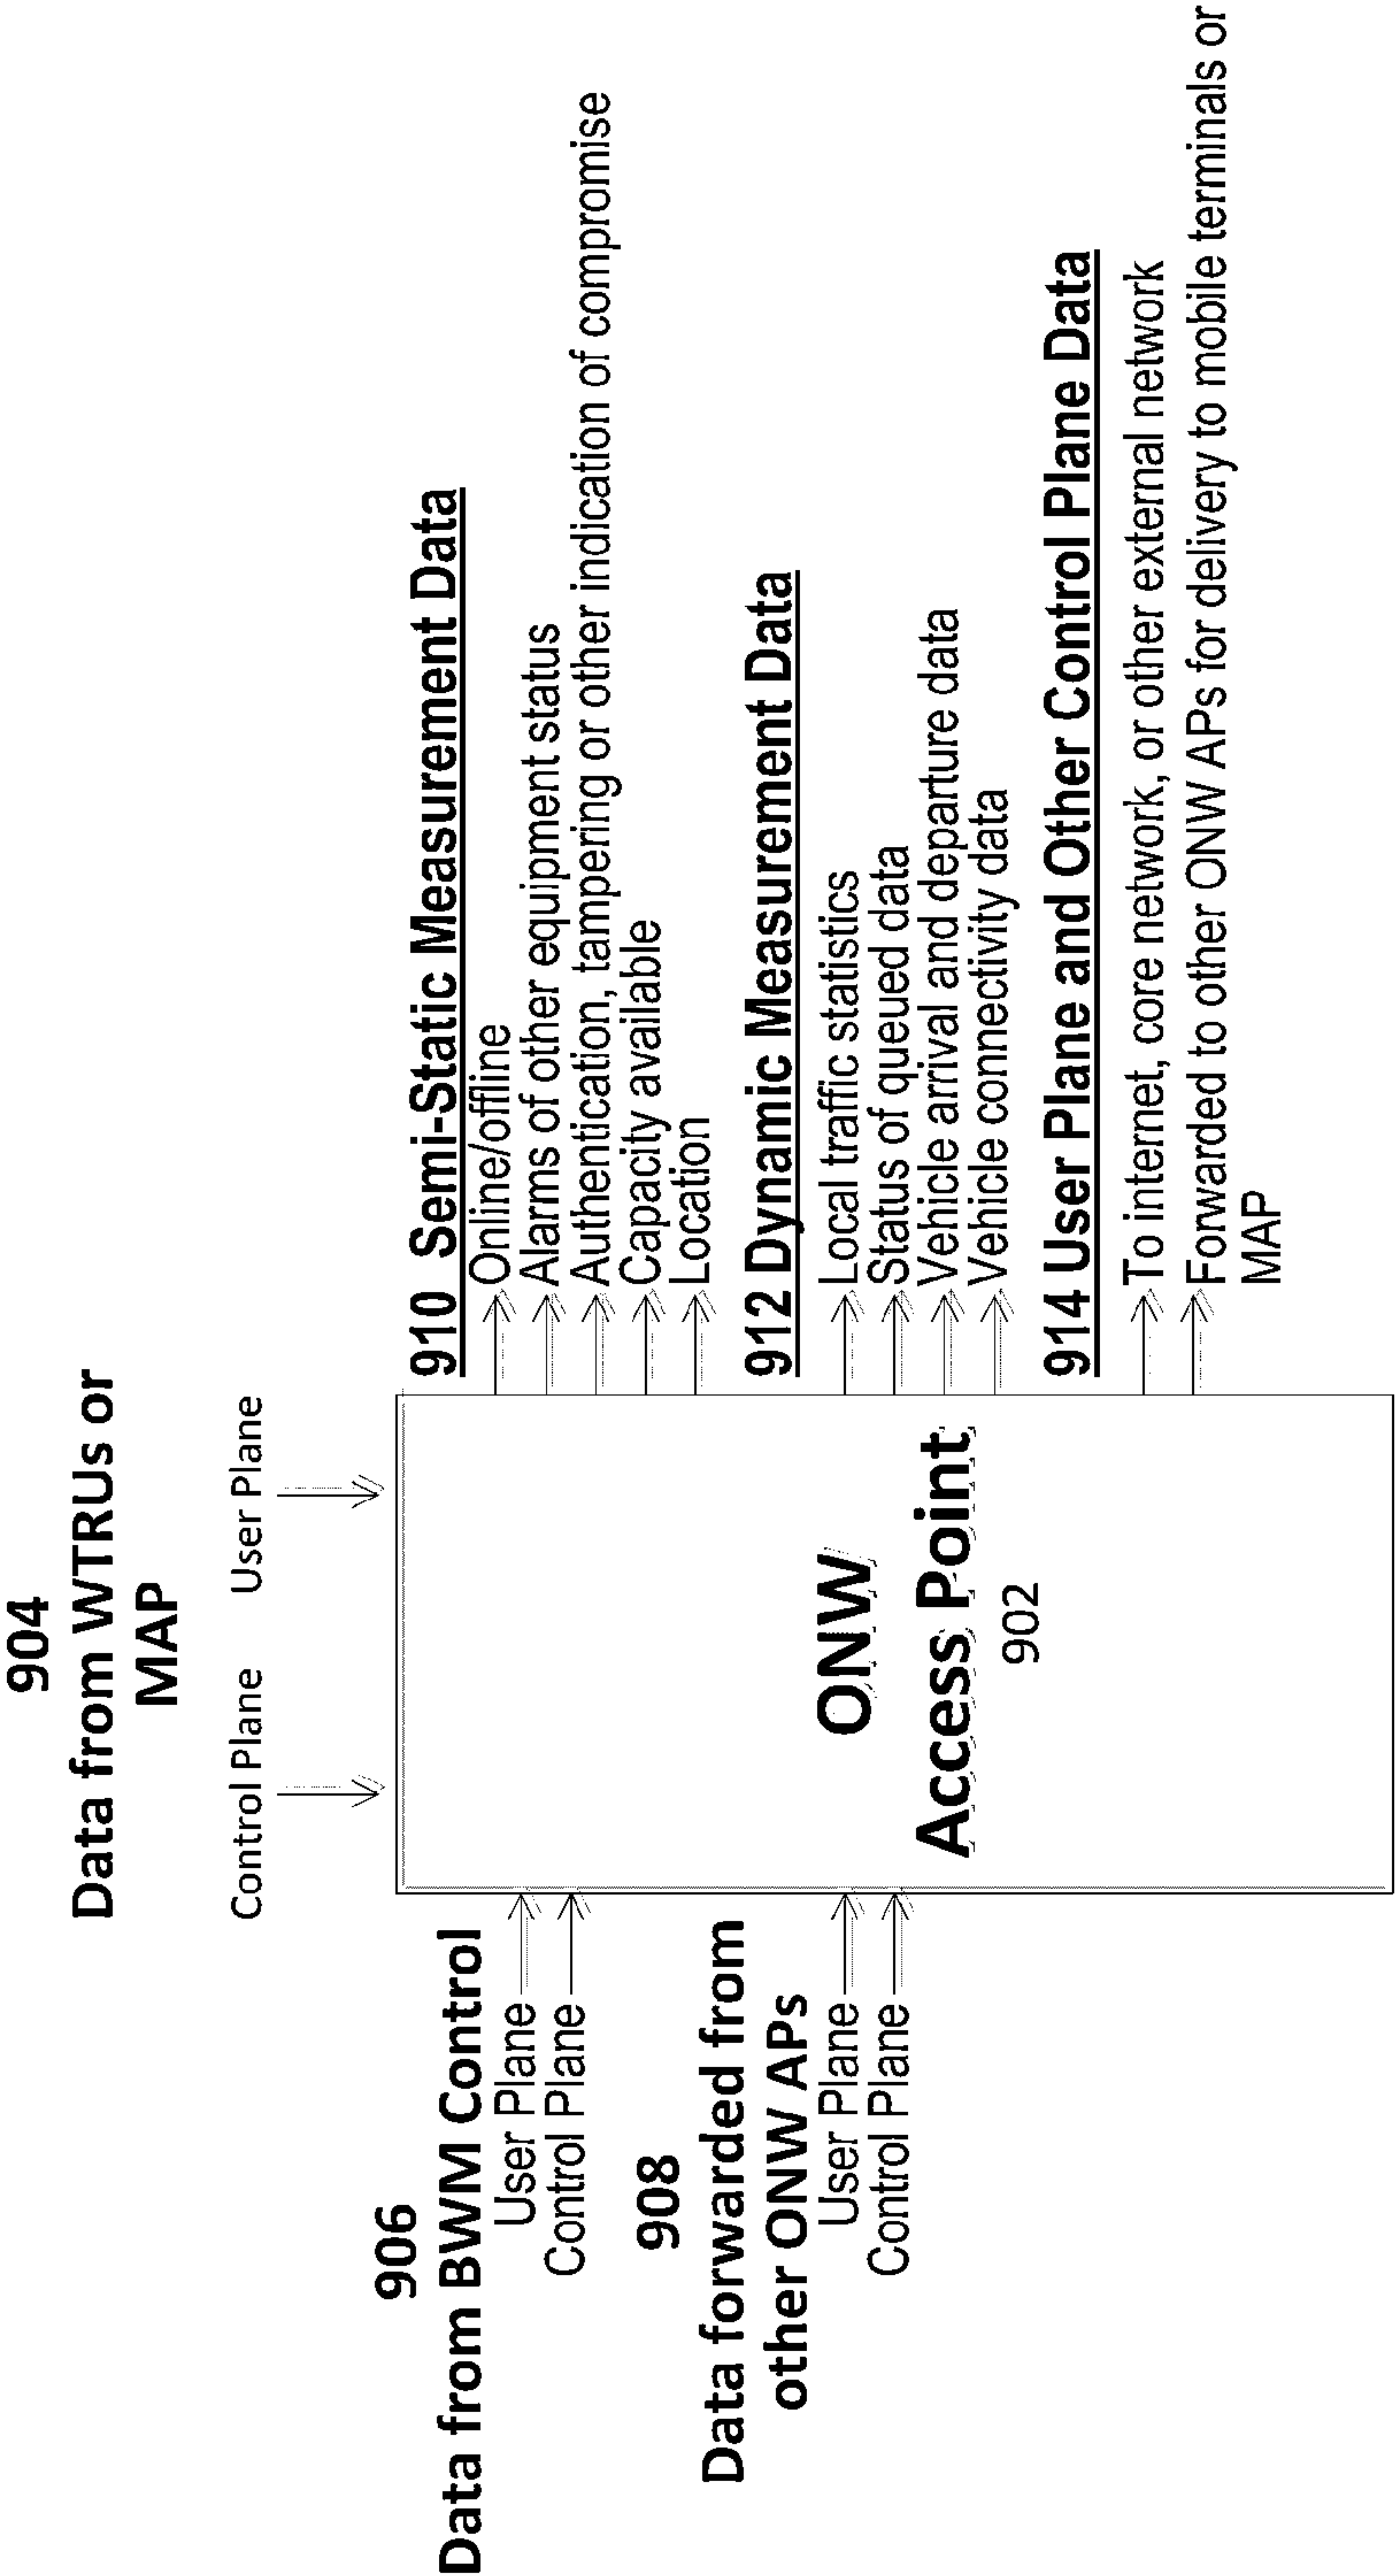 904
Data from WTRUs or
MAP
Control Plane
User Plane
906
Data from BWM Control
User Plane
Control Plane
908
Data forwarded from
other ONW APs
User Plane
Control Plane
ONW
Access Point
902
910 Semi-Static Measurement Data
Online/offline
Alarms of other equipment status
Authentication, tampering or other indication of compromise
Capacity available
Location
912 Dynamic Measurement Data
Local traffic statistics
Status of queued data
Vehicle arrival and departure data
Vehicle connectivity data
914 User Plane and Other Control Plane Data
To internet, core network, or other external network
Forwarded to other ONW APs for delivery to mobile terminals or
MAP